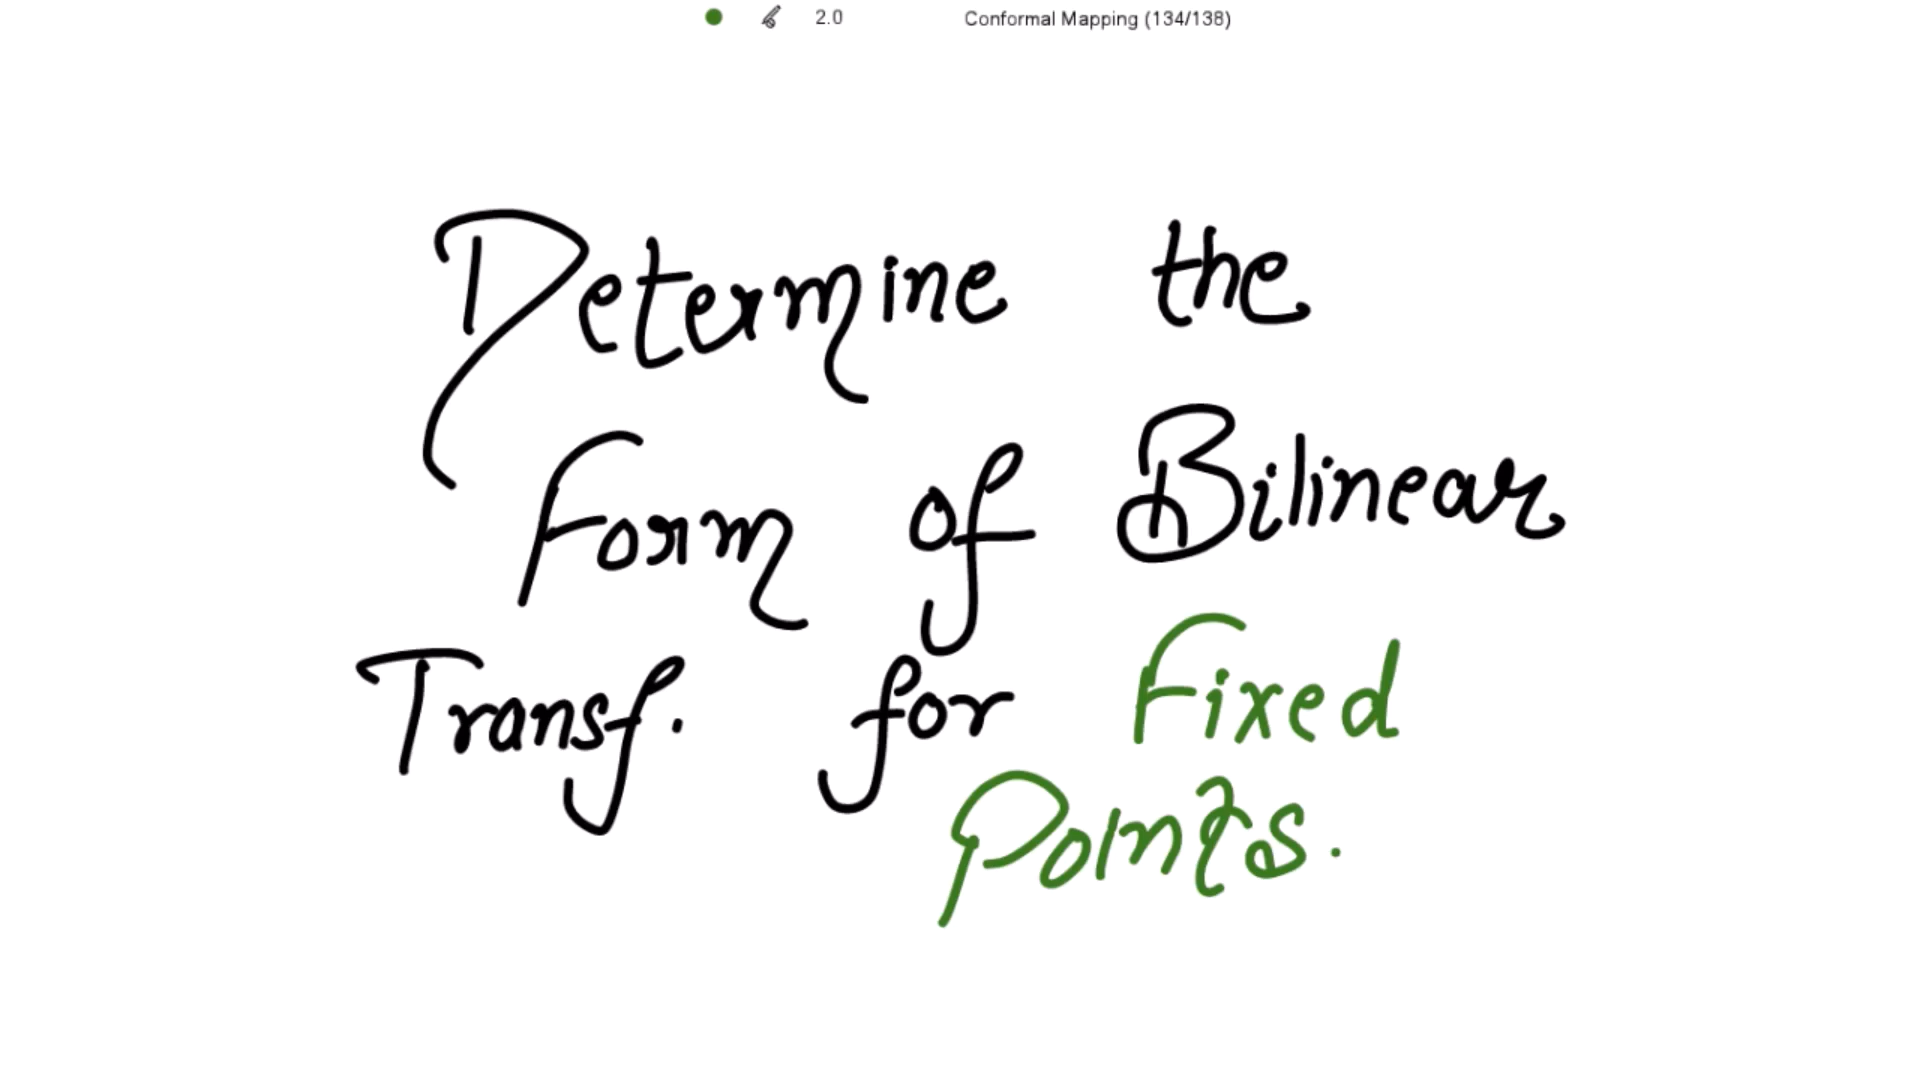 2.0 Conformal Mapping (134/138)
Determine the
Form of Bilinear
Transf. for Fixed
Points.